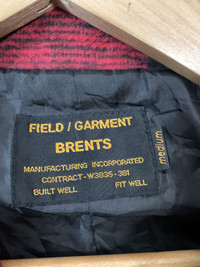 FIELD / GARMENT
BRENTS
MANUFACTURING INCORPORATED
CONTRACT-W3835-381
BUILT WELL FIT WELL
medium